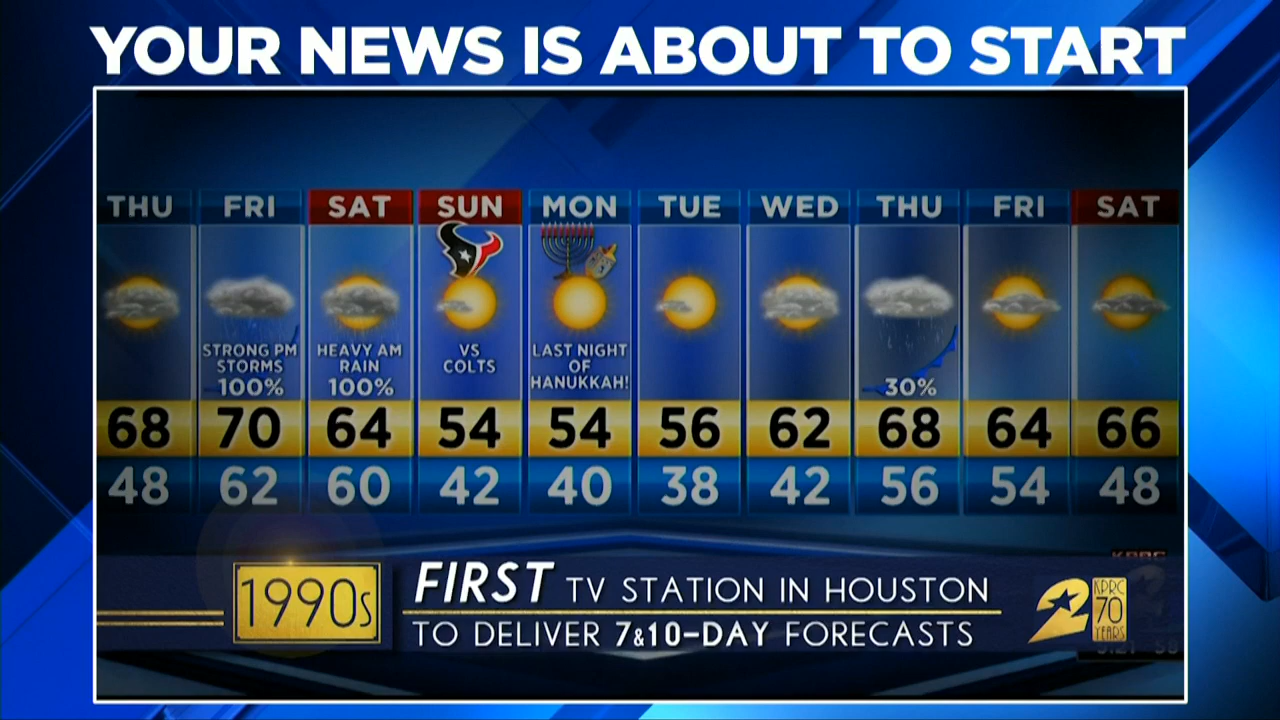 YOUR NEWS IS ABOUT TO START
THU FRI SAT SUN MON TUE WED THU FRI SAT
STRONG PM STORMS 100%
HEAVY AM RAIN 100%
VS COLTS
LAST NIGHT OF HANUKKAH!
30%
68 70 64 54 54 56 62 68 64 66
48 62 60 42 40 38 42 56 54 48
1990s
FIRST TV STATION IN HOUSTON
TO DELIVER 7&10-DAY FORECASTS
2
KPRC
70
YEARS